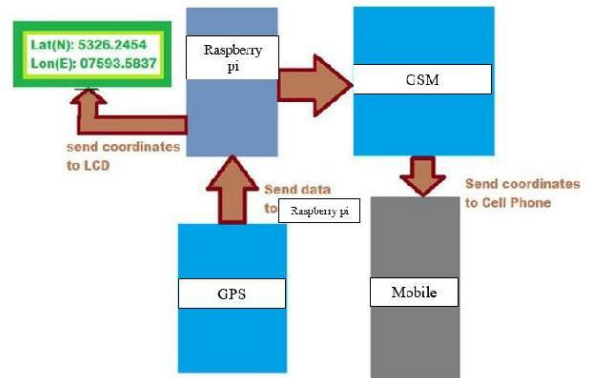 Lat(N): 5326.2454
Lon(E): 07593.5837
Raspberry
pi
GSM
send coordinates
to LCD
Send data
to Raspberry pi
Send coordinates
to Cell Phone
GPS
Mobile